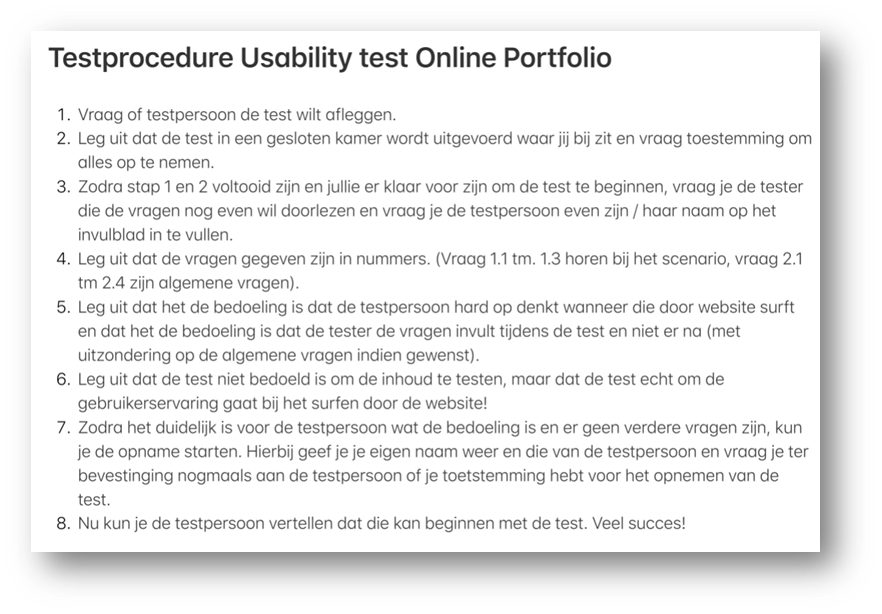 Testprocedure Usability test Online Portfolio
1. Vraag of testpersoon de test wilt afleggen.
2. Leg uit dat de test in een gesloten kamer wordt uitgevoerd waar jij bij zit en vraag toestemming om
alles op te nemen.
3. Zodra stap 1 en 2 voltooid zijn en jullie er klaar voor zijn om de test te beginnen, vraag je de tester
die de vragen nog even wil doorlezen en vraag je de testpersoon even zijn / haar naam op het
invulblad in te vullen.
4. Leg uit dat de vragen gegeven zijn in nummers. (Vraag 1.1 tm. 1.3 horen bij het scenario, vraag 2.1
tm 2.4 zijn algemene vragen).
5. Leg uit dat het de bedoeling is dat de testpersoon hard op denkt wanneer die door website surft
en dat het de bedoeling is dat de tester de vragen invult tijdens de test en niet er na (met
uitzondering op de algemene vragen indien gewenst).
6. Leg uit dat de test niet bedoeld is om de inhoud te testen, maar dat de test echt om de
gebruikerservaring gaat bij het surfen door de website!
7. Zodra het duidelijk is voor de testpersoon wat de bedoeling is en er geen verdere vragen zijn, kun
je de opname starten. Hierbij geef je je eigen naam weer en die van de testpersoon en vraag je ter
bevestinging nogmaals aan de testpersoon of je toetstemming hebt voor het opnemen van de
test.
8. Nu kun je de testpersoon vertellen dat die kan beginnen met de test. Veel succes!